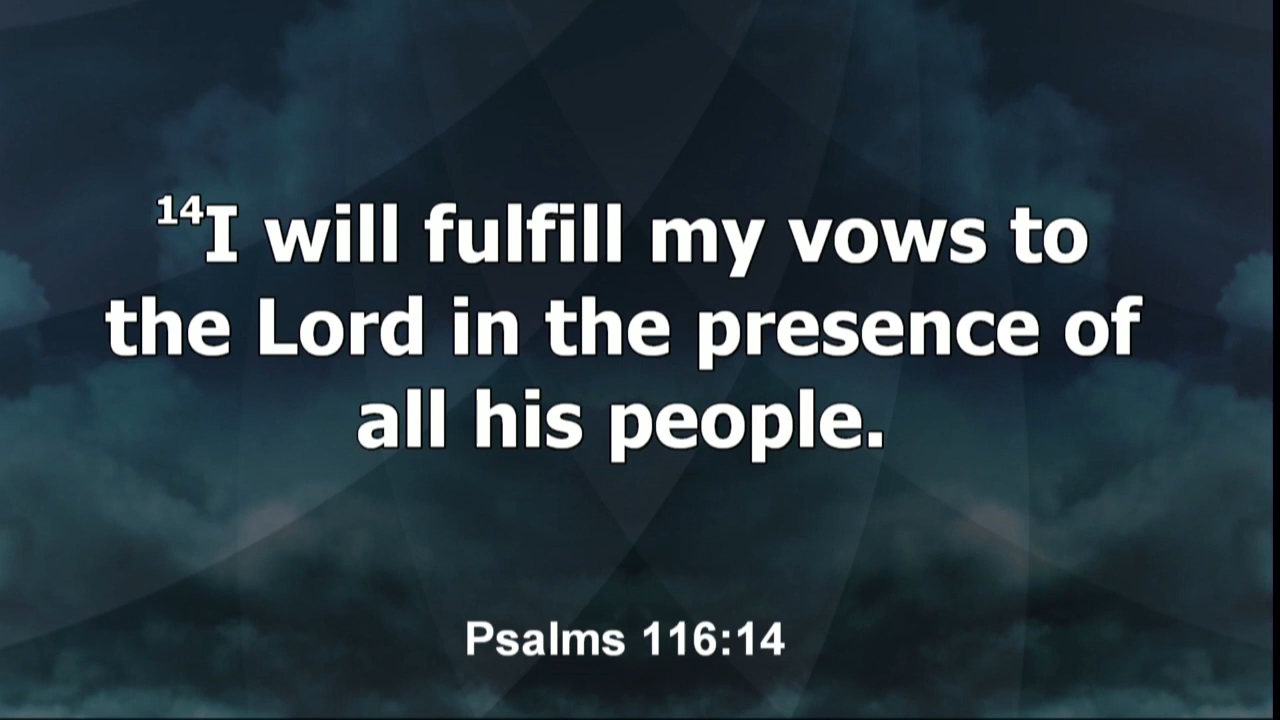 ¹⁴I will fulfill my vows to
the Lord in the presence of
all his people.
Psalms 116:14